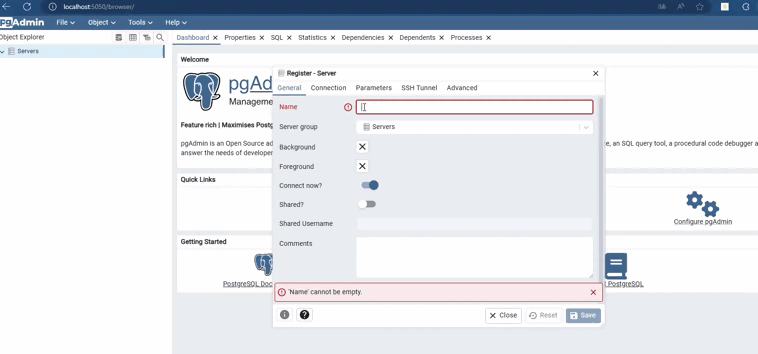 localhost:5050/browser/
pgAdmin File Object Tools Help
Object Explorer
Dashboard Properties SQL Statistics Dependencies Dependents Processes
Servers
Welcome
Register - Server
General Connection Parameters SSH Tunnel Advanced
pgAd
Manageme
Name
Feature rich | Maximises Postg
Server group Servers
pgAdmin is an Open Source ad
e, an SQL query tool, a procedural code debugger a
answer the needs of developer
Background
Foreground
Quick Links
Connect now?
Shared?
Configure pgAdmin
Shared Username
Getting Started
Comments
PostgreSQL Doc
PostgreSQL
'Name' cannot be empty.
Close Reset Save